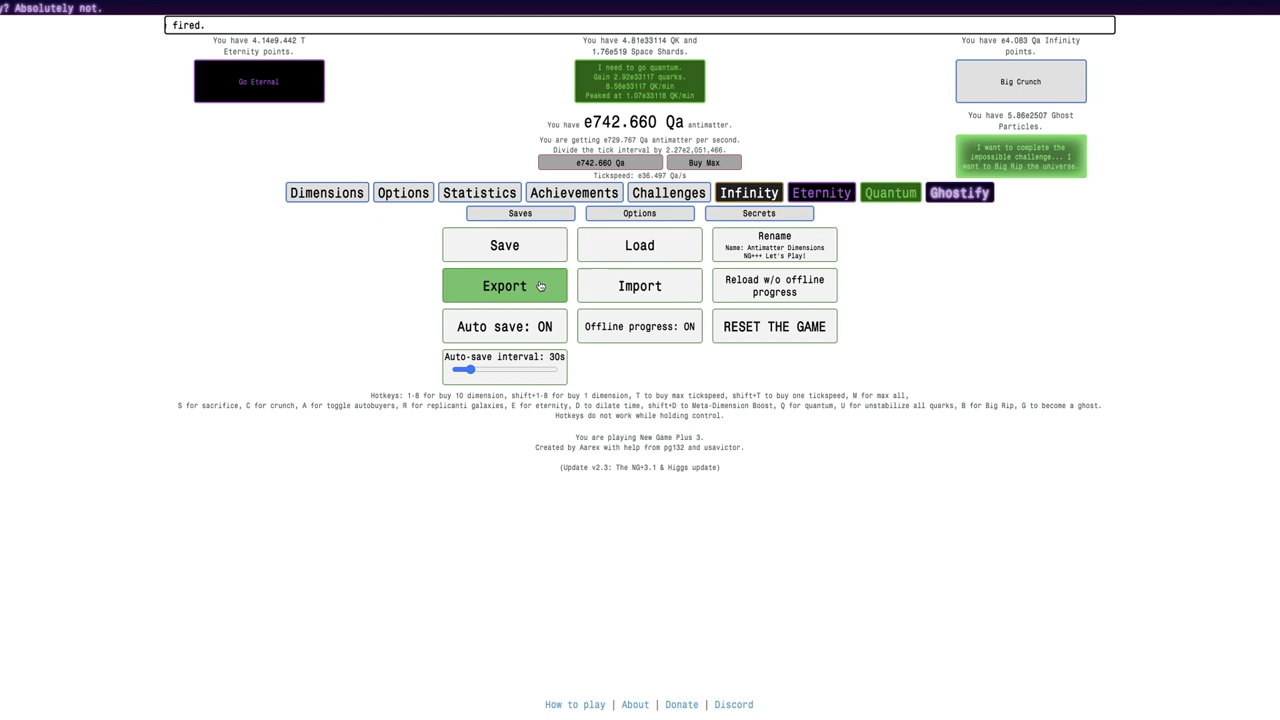 y? Absolutely not.
fired.
You have 4.14e9.442 T
Eternity points.
Go Eternal
You have 4.81e33114 QK and
1.76e519 Space Shards.
I need to go quantum.
Gain 2.92e33117 quarks.
8.56e33117 QK/min
Peaked at 1.07e33118 QK/min
You have e4.083 Qa Infinity
points.
Big Crunch
You have e742.660 Qa antimatter.
You have 5.86e2507 Ghost
Particles.
You are getting e729.767 Qa antimatter per second.
Divide the tick interval by 2.27e2,051,466.
I want to complete the
impossible challenge... I
want to Big Rip the universe.
e742.660 Qa
Buy Max
Tickspeed: e36.497 Qa/s
Dimensions
Options
Statistics
Achievements
Challenges
Infinity
Eternity
Quantum
Ghostify
Saves
Options
Secrets
Save
Load
Rename
Name: Antimatter Dimensions
NG+++ Let's Play!
Export
Import
Reload w/o offline
progress
Auto save: ON
Offline progress: ON
RESET THE GAME
Auto-save interval: 30s
Hotkeys: 1-8 for buy 10 dimension, shift+1-8 for buy 1 dimension, T to buy max tickspeed, shift+T to buy one tickspeed, M for max all,
S for sacrifice, C for crunch, A for toggle autobuyers, R for replicanti galaxies, E for eternity, D to dilate time, shift+D to Meta-Dimension Boost, Q for quantum, U for unstabilize all quarks, B for Big Rip, G to become a ghost.
Hotkeys do not work while holding control.
You are playing New Game Plus 3.
Created by Aarex with help from pg132 and usavictor.
(Update v2.3: The NG+3.1 & Higgs update)
How to play | About | Donate | Discord